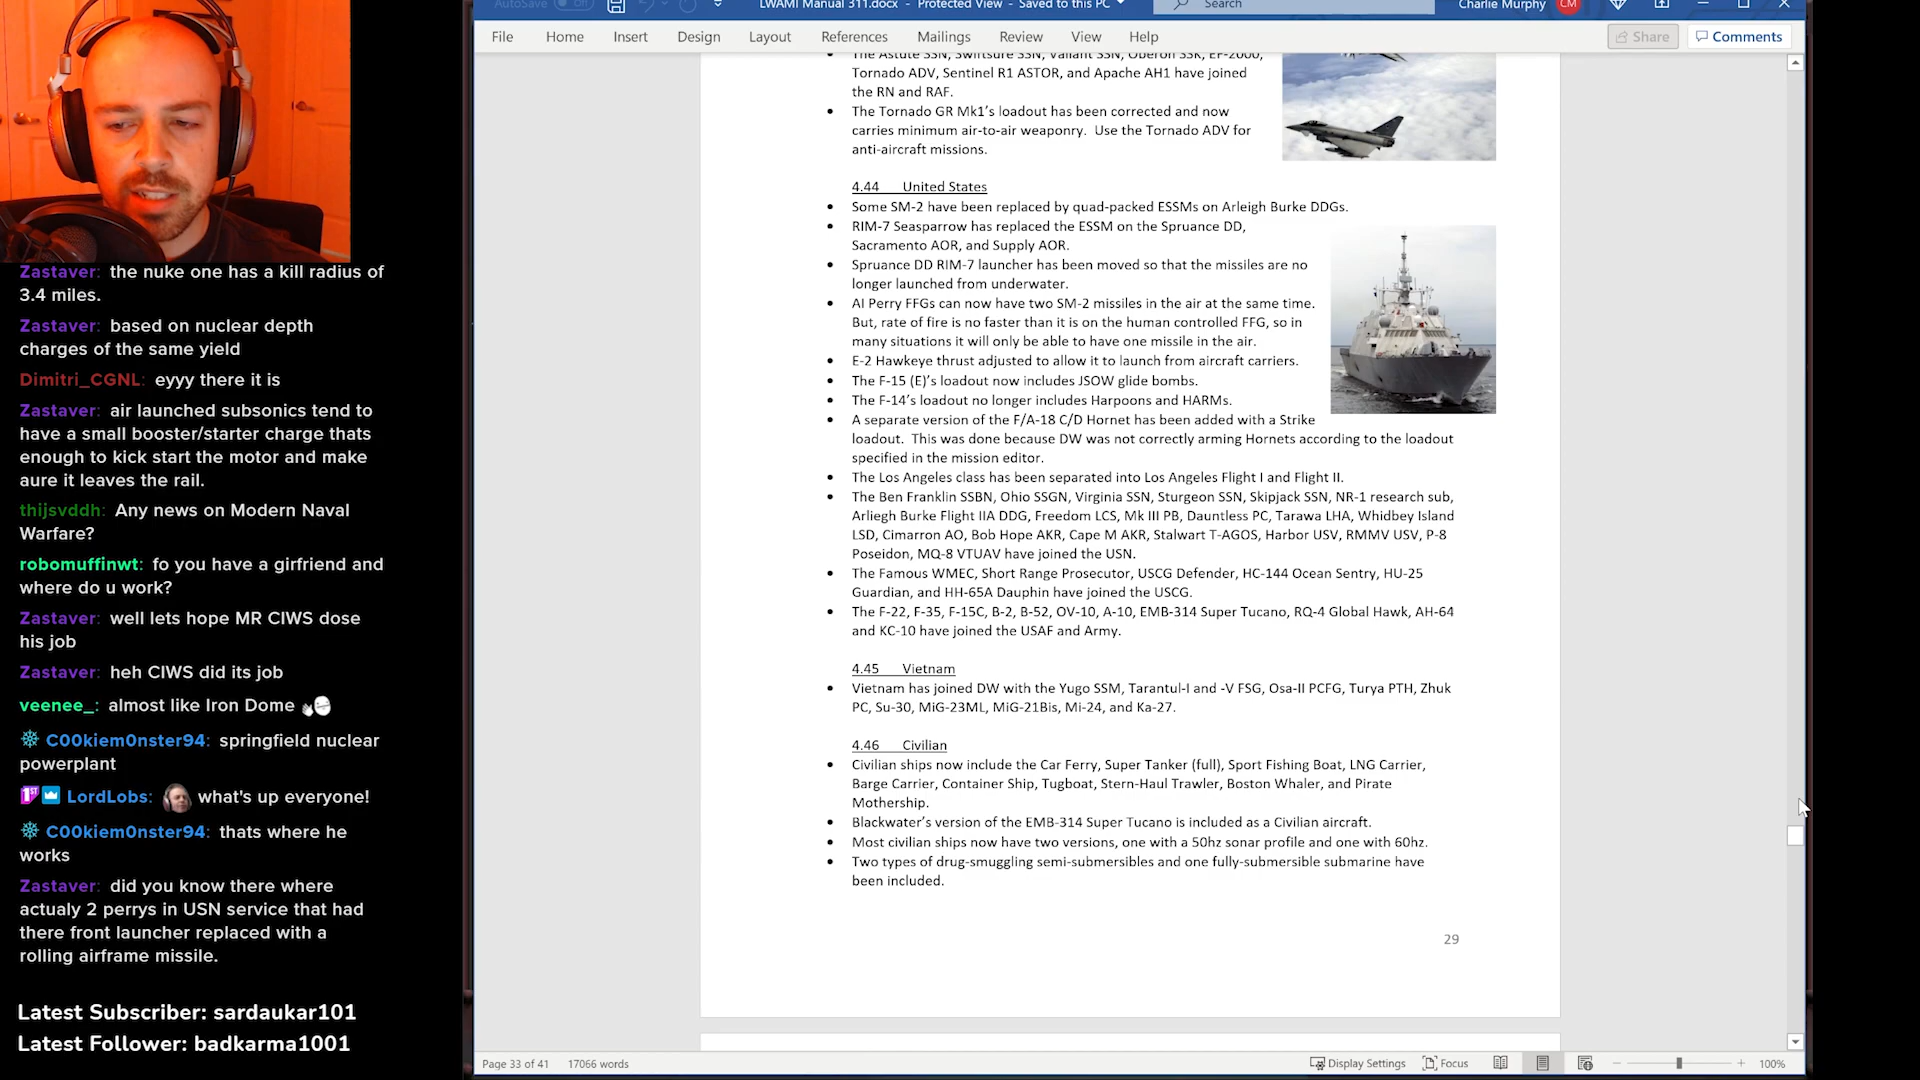 AutoSave Off LWAMI Manual 311.docx - Protected View - Saved to this PC Search Charlie Murphy CM
File Home Insert Design Layout References Mailings Review View Help Share Comments
Zastaver: the nuke one has a kill radius of
3.4 miles.
Zastaver: based on nuclear depth
charges of the same yield
Dimitri_CGNL: eyyy there it is
Zastaver: air launched subsonics tend to
have a small booster/starter charge thats
enough to kick start the motor and make
aure it leaves the rail.
thijsvddh: Any news on Modern Naval
Warfare?
robomuffinwt: fo you have a girfriend and
where do u work?
Zastaver: well lets hope MR CIWS dose
his job
Zastaver: heh CIWS did its job
veenee_: almost like Iron Dome
C00kiem0nster94: springfield nuclear
powerplant
1ST LordLobs: what's up everyone!
C00kiem0nster94: thats where he
works
Zastaver: did you know there where
actualy 2 perrys in USN service that had
there front launcher replaced with a
rolling airframe missile.
Latest Subscriber: sardaukar101
Latest Follower: badkarma1001
• The Astute SSN, Swiftsure SSN, Valiant SSN, Oberon SSK, EF-2000,
Tornado ADV, Sentinel R1 ASTOR, and Apache AH1 have joined
the RN and RAF.
• The Tornado GR Mk1's loadout has been corrected and now
carries minimum air-to-air weaponry. Use the Tornado ADV for
anti-aircraft missions.
4.44 United States
• Some SM-2 have been replaced by quad-packed ESSMs on Arleigh Burke DDGs.
• RIM-7 Seasparrow has replaced the ESSM on the Spruance DD,
Sacramento AOR, and Supply AOR.
• Spruance DD RIM-7 launcher has been moved so that the missiles are no
longer launched from underwater.
• AI Perry FFGs can now have two SM-2 missiles in the air at the same time.
But, rate of fire is no faster than it is on the human controlled FFG, so in
many situations it will only be able to have one missile in the air.
• E-2 Hawkeye thrust adjusted to allow it to launch from aircraft carriers.
• The F-15 (E)'s loadout now includes JSOW glide bombs.
• The F-14's loadout no longer includes Harpoons and HARMs.
• A separate version of the F/A-18 C/D Hornet has been added with a Strike
loadout. This was done because DW was not correctly arming Hornets according to the loadout
specified in the mission editor.
• The Los Angeles class has been separated into Los Angeles Flight I and Flight II.
• The Ben Franklin SSBN, Ohio SSGN, Virginia SSN, Sturgeon SSN, Skipjack SSN, NR-1 research sub,
Arliegh Burke Flight IIA DDG, Freedom LCS, Mk III PB, Dauntless PC, Tarawa LHA, Whidbey Island
LSD, Cimarron AO, Bob Hope AKR, Cape M AKR, Stalwart T-AGOS, Harbor USV, RMMV USV, P-8
Poseidon, MQ-8 VTUAV have joined the USN.
• The Famous WMEC, Short Range Prosecutor, USCG Defender, HC-144 Ocean Sentry, HU-25
Guardian, and HH-65A Dauphin have joined the USCG.
• The F-22, F-35, F-15C, B-2, B-52, OV-10, A-10, EMB-314 Super Tucano, RQ-4 Global Hawk, AH-64
and KC-10 have joined the USAF and Army.
4.45 Vietnam
• Vietnam has joined DW with the Yugo SSM, Tarantul-I and -V FSG, Osa-II PCFG, Turya PTH, Zhuk
PC, Su-30, MiG-23ML, MiG-21Bis, Mi-24, and Ka-27.
4.46 Civilian
• Civilian ships now include the Car Ferry, Super Tanker (full), Sport Fishing Boat, LNG Carrier,
Barge Carrier, Container Ship, Tugboat, Stern-Haul Trawler, Boston Whaler, and Pirate
Mothership.
• Blackwater's version of the EMB-314 Super Tucano is included as a Civilian aircraft.
• Most civilian ships now have two versions, one with a 50hz sonar profile and one with 60hz.
• Two types of drug-smuggling semi-submersibles and one fully-submersible submarine have
been included.
29
Page 33 of 41 17066 words Display Settings Focus 100%